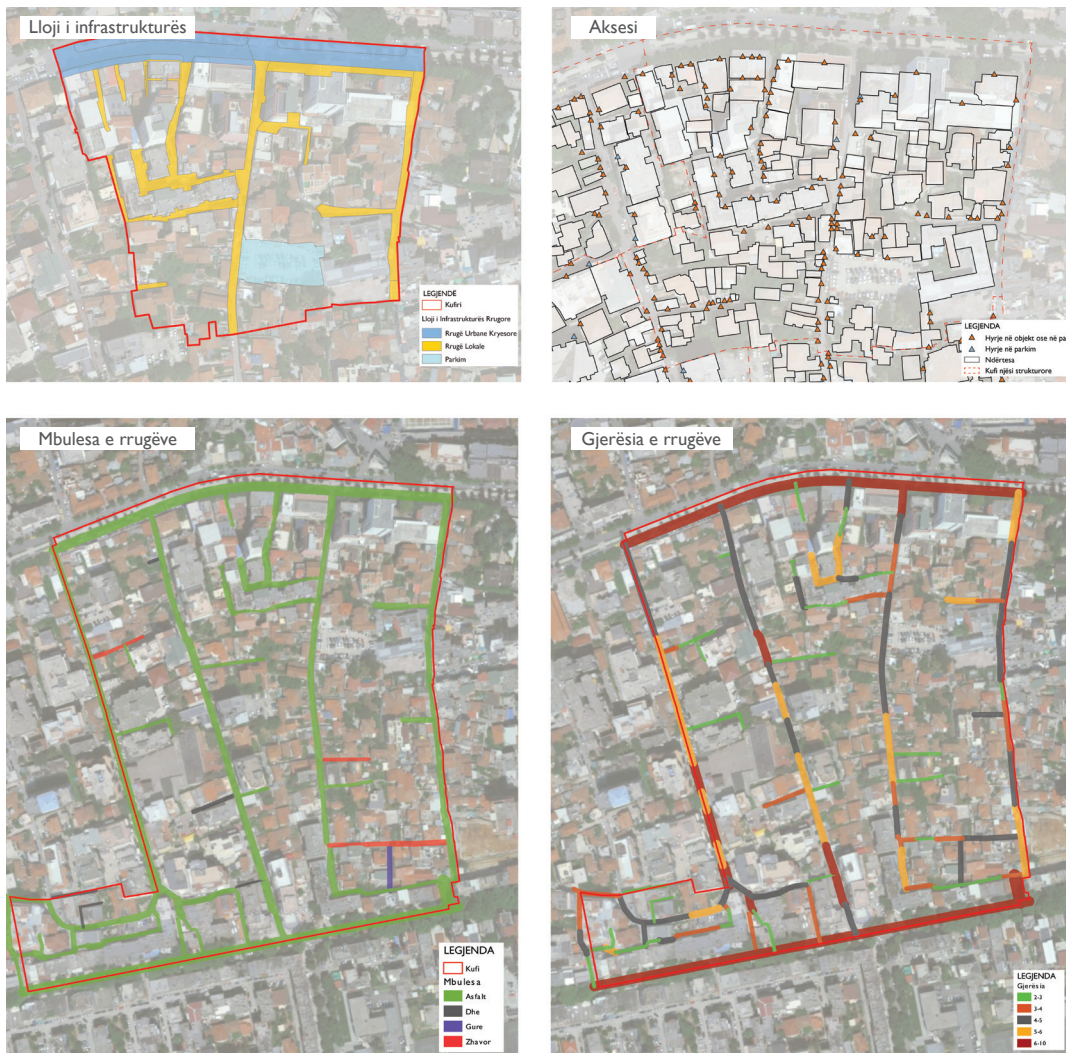 Lloji i infrastrukturës
LEGJENDË
Kufiri
Lloji i Infrastrukturës Rrugore
Rrugë Urbane Kryesore
Rrugë Lokale
Parkim
Aksesi
LEGJENDA
Hyrje në objekt ose në pa
Hyrje në parkim
Ndërtesa
Kufi njësi strukturore
Mbulesa e rrugëve
LEGJENDA
Kufi
Mbulesa
Asfalt
Dhe
Gure
Zhavor
Gjerësia e rrugëve
LEGJENDA
Gjerësia
2-3
3-4
4-5
5-6
6-10